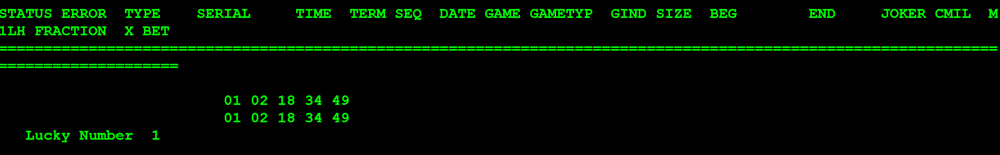 STATUS ERROR  TYPE    SERIAL     TIME  TERM SEQ  DATE GAME GAMETYP  GIND SIZE  BEG        END     JOKER CMIL  M
1LH FRACTION  X BET
===============================================================================================================
====================
01 02 18 34 49
01 02 18 34 49
Lucky Number  1